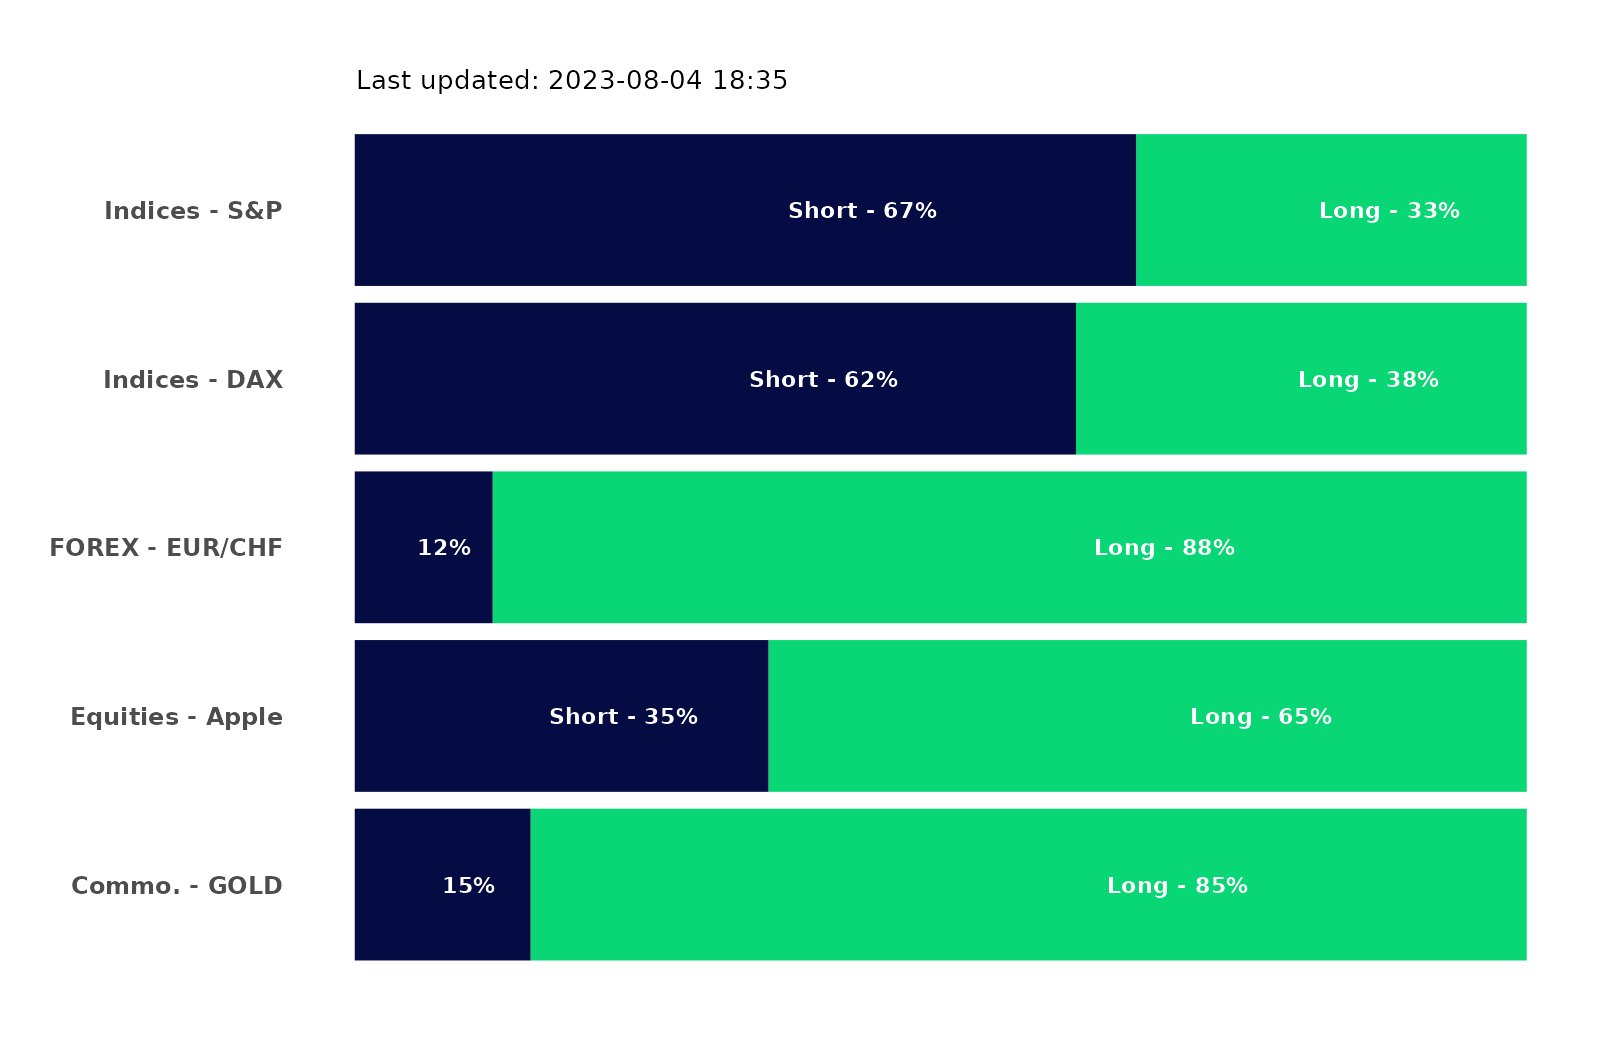 Last updated: 2023-08-04 18:35
Indices - S&P Short - 67% Long - 33%
Indices - DAX Short - 62% Long - 38%
FOREX - EUR/CHF 12% Long - 88%
Equities - Apple Short - 35% Long - 65%
Commo. - GOLD 15% Long - 85%